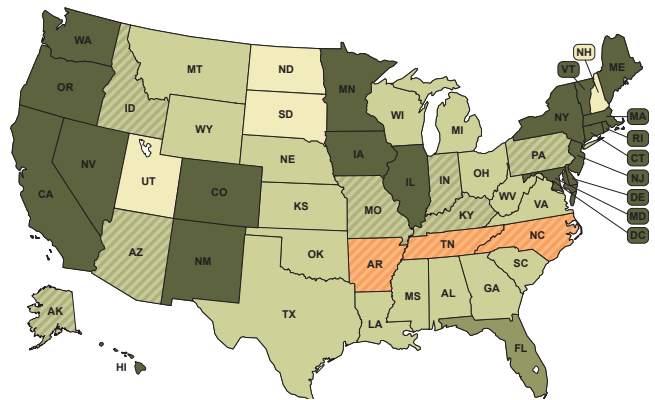 WA
NH
ME
VT
MT
ND
OR
MN
ID
SD
WI
NY
MA
WY
MI
RI
IA
PA
CT
NE
NV
OH
NJ
UT
IL
IN
CO
CA
WV
DE
KS
MO
VA
MD
KY
DC
TN
NC
AZ
OK
NM
AR
SC
MS
AL
GA
AK
TX
LA
FL
HI